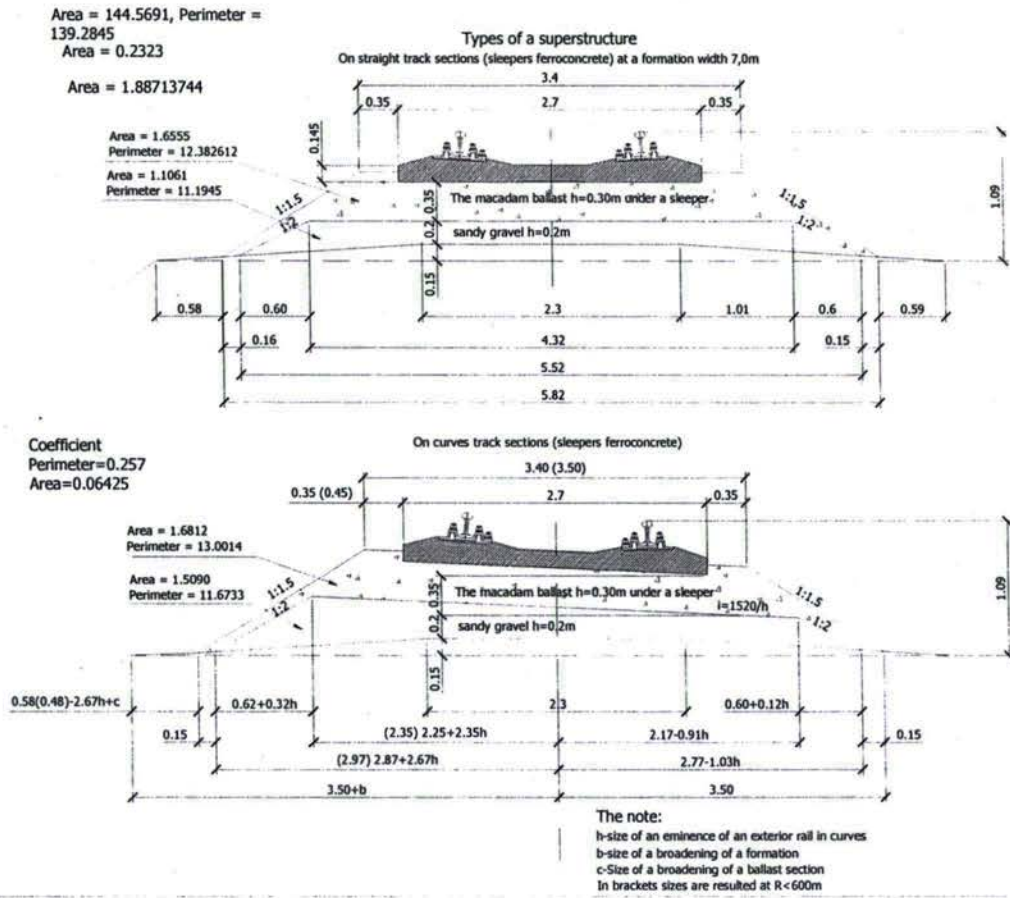 Area = 144.5691, Perimeter =
139.2845
Area = 0.2323
Area = 1.88713744
Types of a superstructure
On straight track sections (sleepers ferroconcrete) at a formation width 7,0m
3.4
0.35
2.7
0.35
Area = 1.6555
Perimeter = 12.382612
Area = 1.1061
Perimeter = 11.1945
0.145
1:1.5
1:2
0.35
0.2
0.15
The macadam ballast h=0.30m under a sleeper
sandy gravel h=0.2m
1:1,5
1:2
1.09
0.58
0.60
2.3
1.01
0.6
0.59
0.16
4.32
0.15
5.52
5.82
Coefficient
Perimeter=0.257
Area=0.06425
On curves track sections (sleepers ferroconcrete)
3.40 (3.50)
0.35 (0.45)
2.7
0.35
Area = 1.6812
Perimeter = 13.0014
Area = 1.5090
Perimeter = 11.6733
1:1.5
1:2
0.35
0.2
0.15
The macadam ballast h=0.30m under a sleeper
i=1520/h
sandy gravel h=0.2m
1:1.5
1:2
1.09
0.58(0.48)-2.67h+c
0.62+0.32h
2.3
0.60+0.12h
0.15
(2.35) 2.25+2.35h
2.17-0.91h
0.15
(2.97) 2.87+2.67h
2.77-1.03h
3.50+b
3.50
The note:
h-size of an eminence of an exterior rail in curves
b-size of a broadening of a formation
c-Size of a broadening of a ballast section
In brackets sizes are resulted at R<600m